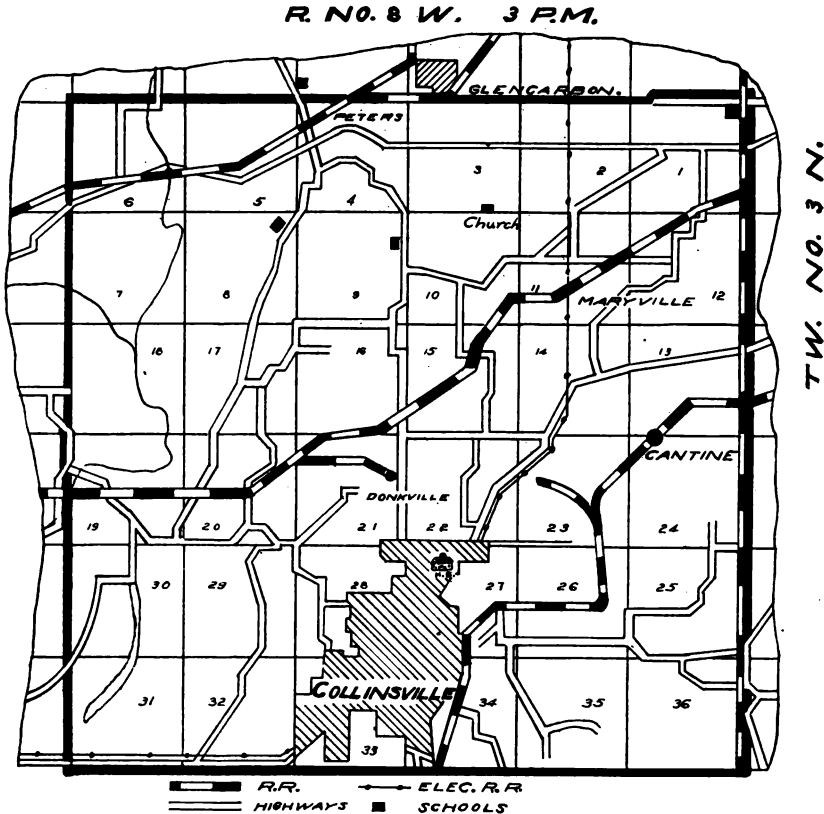 R. NO. 8 W. 3 P.M.
GLENCARBON.
PETERS
3 2 1
6 5 4
Church
TW. NO. 3 N.
7 8 9 10 11 12
MARYVILLE
18 17 16 15 14 13
CANTINE
DONKVILLE
19 20 21 22 23 24
H.S.
30 29 28 27 26 25
COLLINSVILLE
31 32 33 34 35 36
R.R. ELEC. R.R.
HIGHWAYS SCHOOLS